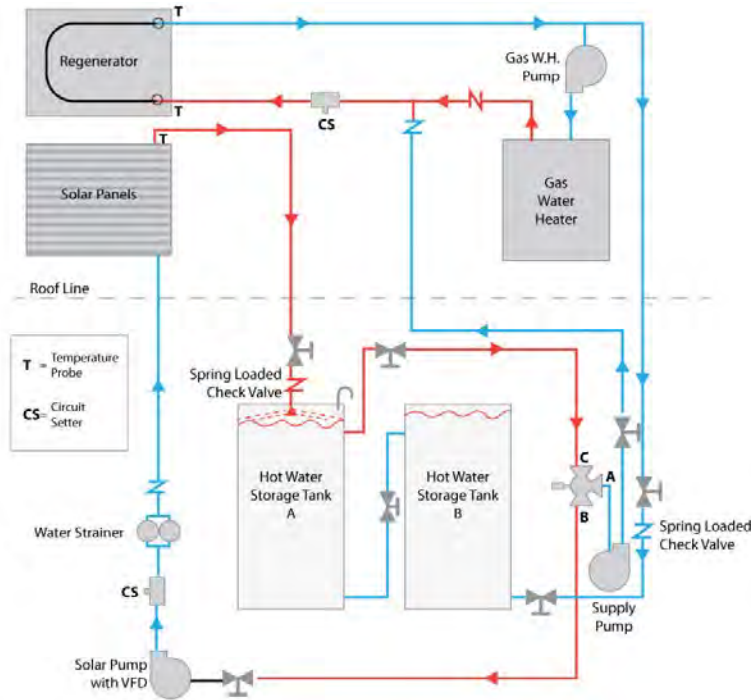 T
Regenerator
Gas W.H.
Pump
T
CS
T
Solar Panels
Gas
Water
Heater
Roof Line
T = Temperature
Probe
CS= Circuit
Setter
Spring Loaded
Check Valve
Hot Water
Storage Tank
A
Hot Water
Storage Tank
B
C
A
B
Water Strainer
Spring Loaded
Check Valve
CS
Supply
Pump
Solar Pump
with VFD